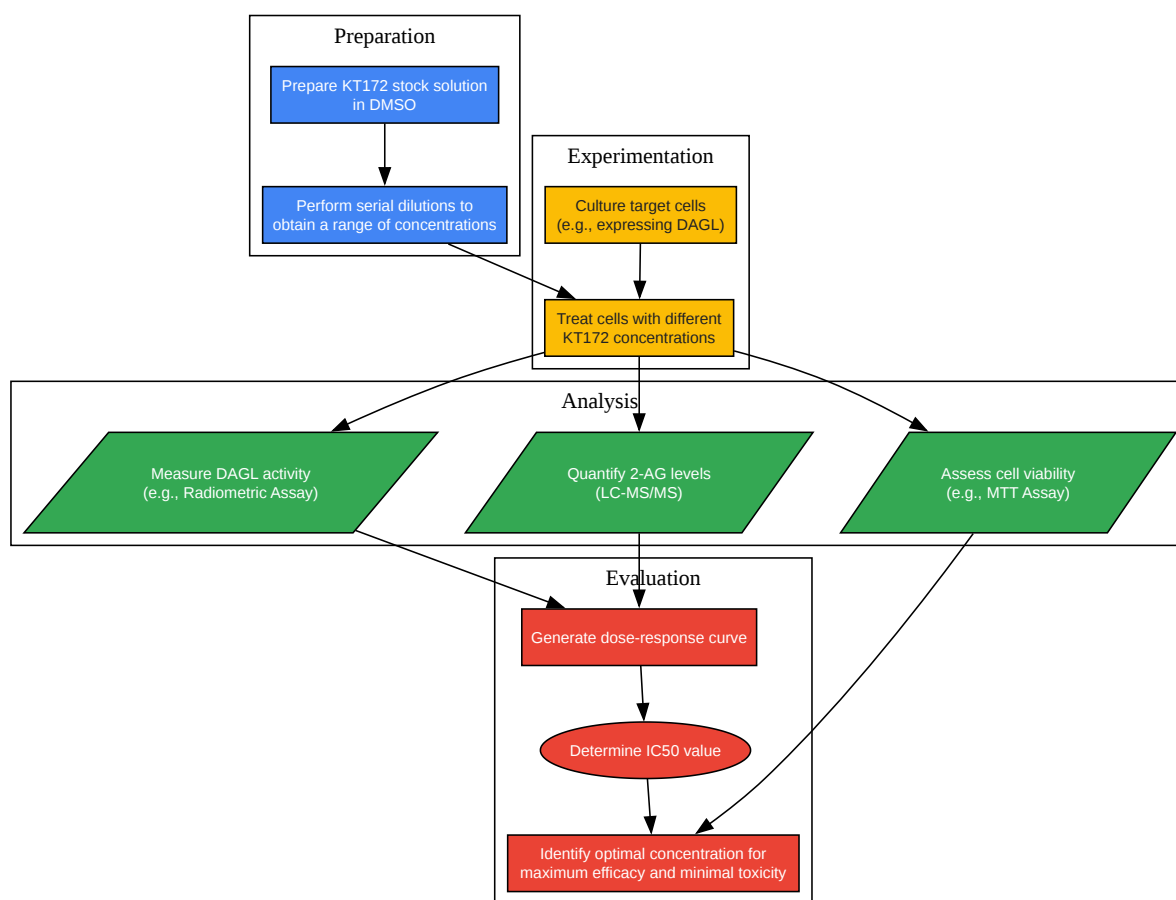 Preparation
Prepare KT172 stock solution
in DMSO
Perform serial dilutions to
obtain a range of concentrations
Experimentation
Culture target cells
(e.g., expressing DAGL)
Treat cells with different
KT172 concentrations
Analysis
Measure DAGL activity
(e.g., Radiometric Assay)
Quantify 2-AG levels
(LC-MS/MS)
Assess cell viability
(e.g., MTT Assay)
Evaluation
Generate dose-response curve
Determine IC50 value
Identify optimal concentration for
maximum efficacy and minimal toxicity